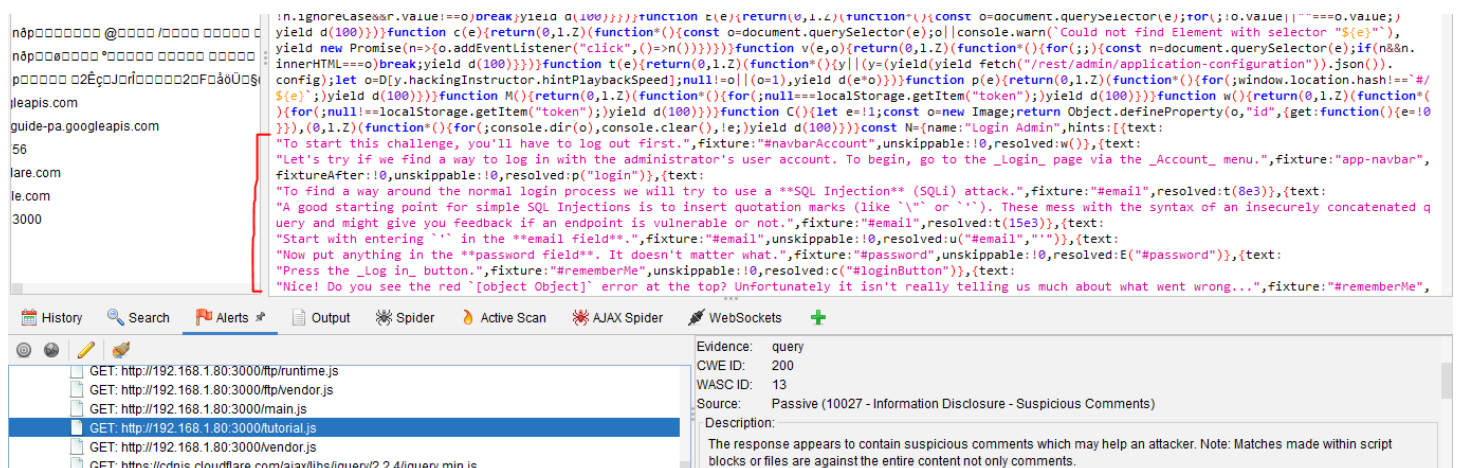 !n.ignoreCase&&r.value!==o)break}yield d(100)}})}function E(e){return(0,l.Z)(function*(){const o=document.querySelector(e);for(;!o.value||""===o.value;)
yield d(100)})}function c(e){return(0,l.Z)(function*(){const o=document.querySelector(e);o||console.warn(`Could not find Element with selector "${e}"`),
yield new Promise(n=>{o.addEventListener("click",()=>n())})})}function v(e,o){return(0,l.Z)(function*(){for(;;){const n=document.querySelector(e);if(n&&n.
innerHTML===o)break;yield d(100)}})}function t(e){return(0,l.Z)(function*(){y||(y=(yield(yield fetch("/rest/admin/application-configuration")).json()).
config);let o=D[y.hackingInstructor.hintPlaybackSpeed];null!=o||(o=1),yield d(e*o)})}function p(e){return(0,l.Z)(function*(){for(;window.location.hash!==`#/
${e}`;)yield d(100)})}function M(){return(0,l.Z)(function*(){for(;null===localStorage.getItem("token");)yield d(100)})}function w(){return(0,l.Z)(function*(
){for(;null!==localStorage.getItem("token");)yield d(100)})}function C(){let e=!1;const o=new Image;return Object.defineProperty(o,"id",{get:function(){e=!0
}}),(0,l.Z)(function*(){for(;console.dir(o),console.clear(),!e;)yield d(100)})}const N={name:"Login Admin",hints:[{text:
"To start this challenge, you'll have to log out first.",fixture:"#navbarAccount",unskippable:!0,resolved:w()},{text:
"Let's try if we find a way to log in with the administrator's user account. To begin, go to the _Login_ page via the _Account_ menu.",fixture:"app-navbar",
fixtureAfter:!0,unskippable:!0,resolved:p("login")},{text:
"To find a way around the normal login process we will try to use a **SQL Injection** (SQLi) attack.",fixture:"#email",resolved:t(8e3)},{text:
"A good starting point for simple SQL Injections is to insert quotation marks (like `\"` or `'`). These mess with the syntax of an insecurely concatenated q
uery and might give you feedback if an endpoint is vulnerable or not.",fixture:"#email",resolved:t(15e3)},{text:
"Start with entering `'` in the **email field**.",fixture:"#email",unskippable:!0,resolved:u("#email","'")},{text:
"Now put anything in the **password field**. It doesn't matter what.",fixture:"#password",unskippable:!0,resolved:E("#password")},{text:
"Press the _Log in_ button.",fixture:"#rememberMe",unskippable:!0,resolved:c("#loginButton")},{text:
"Nice! Do you see the red `[object Object]` error at the top? Unfortunately it isn't really telling us much about what went wrong...",fixture:"#rememberMe",
gleapis.com
guide-pa.googleapis.com
56
lare.com
le.com
3000
History Search Alerts Output Spider Active Scan AJAX Spider WebSockets
GET: http://192.168.1.80:3000/ftp/runtime.js
GET: http://192.168.1.80:3000/ftp/vendor.js
GET: http://192.168.1.80:3000/main.js
GET: http://192.168.1.80:3000/tutorial.js
GET: http://192.168.1.80:3000/vendor.js
GET: https://cdnjs.cloudflare.com/ajax/libs/jquery/2.2.4/jquery.min.js
Evidence: query
CWE ID: 200
WASC ID: 13
Source: Passive (10027 - Information Disclosure - Suspicious Comments)
Description:
The response appears to contain suspicious comments which may help an attacker. Note: Matches made within script
blocks or files are against the entire content not only comments.